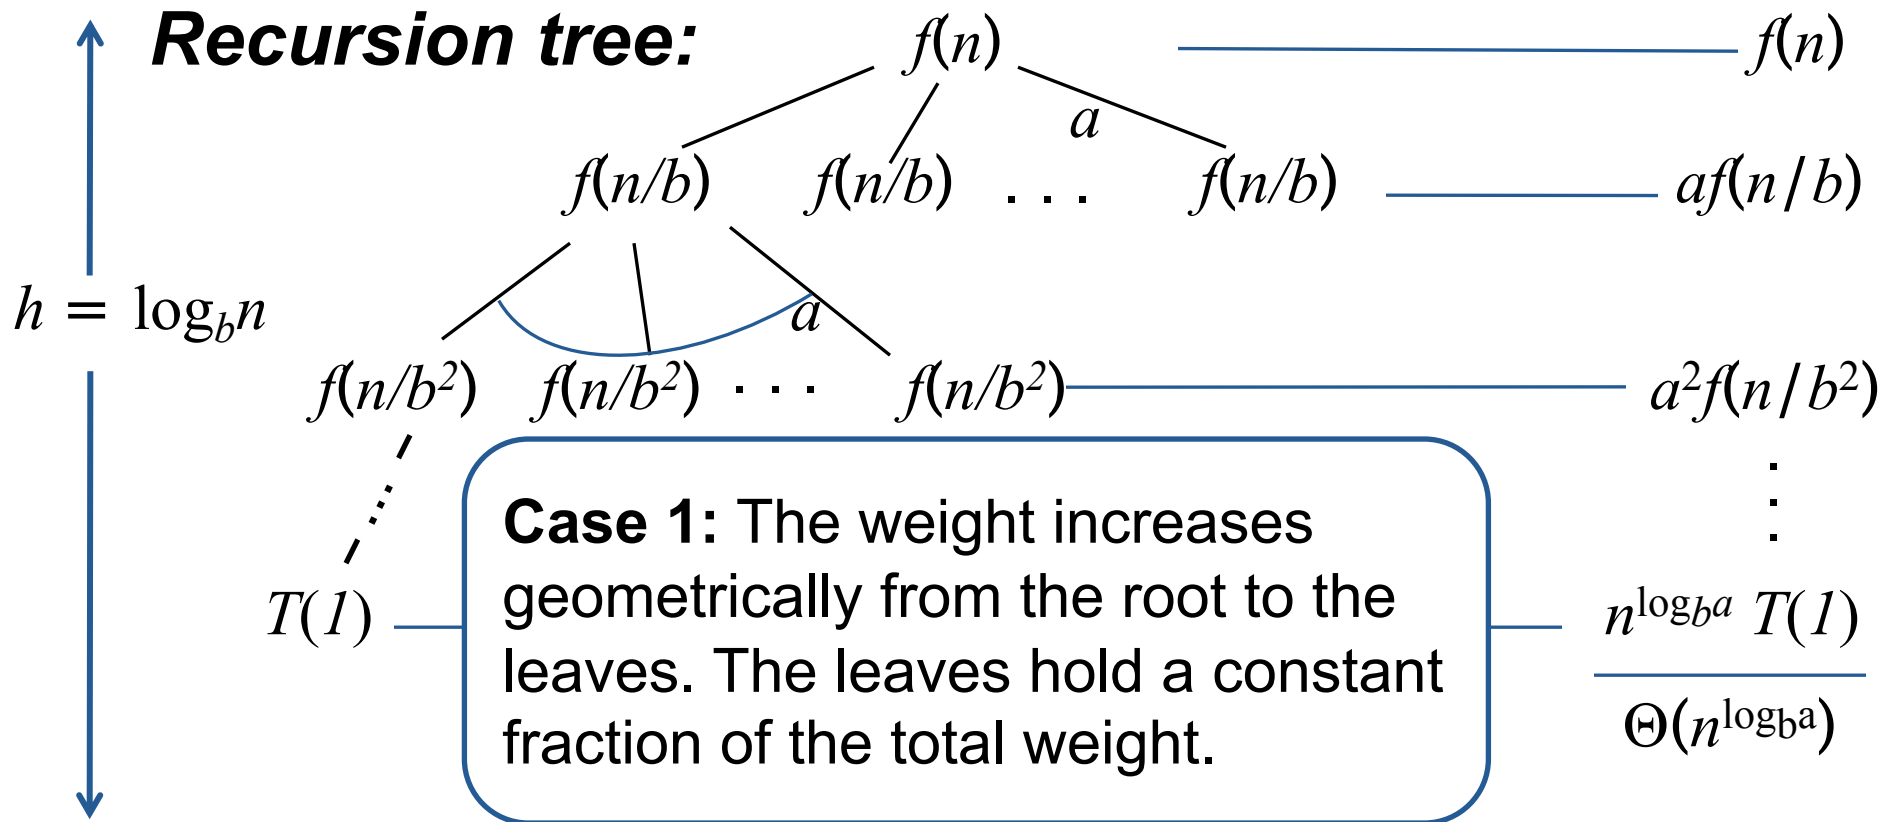 Recursion tree: f(n) f(n)
a
f(n/b) f(n/b) . . . f(n/b) af(n/b)
h = log_b n
a
f(n/b²) f(n/b²) . . . f(n/b²) a²f(n/b²)
Case 1: The weight increases
geometrically from the root to the
leaves. The leaves hold a constant
fraction of the total weight.
T(1) n^{log_b a} T(1)
Θ(n^{log_b a})